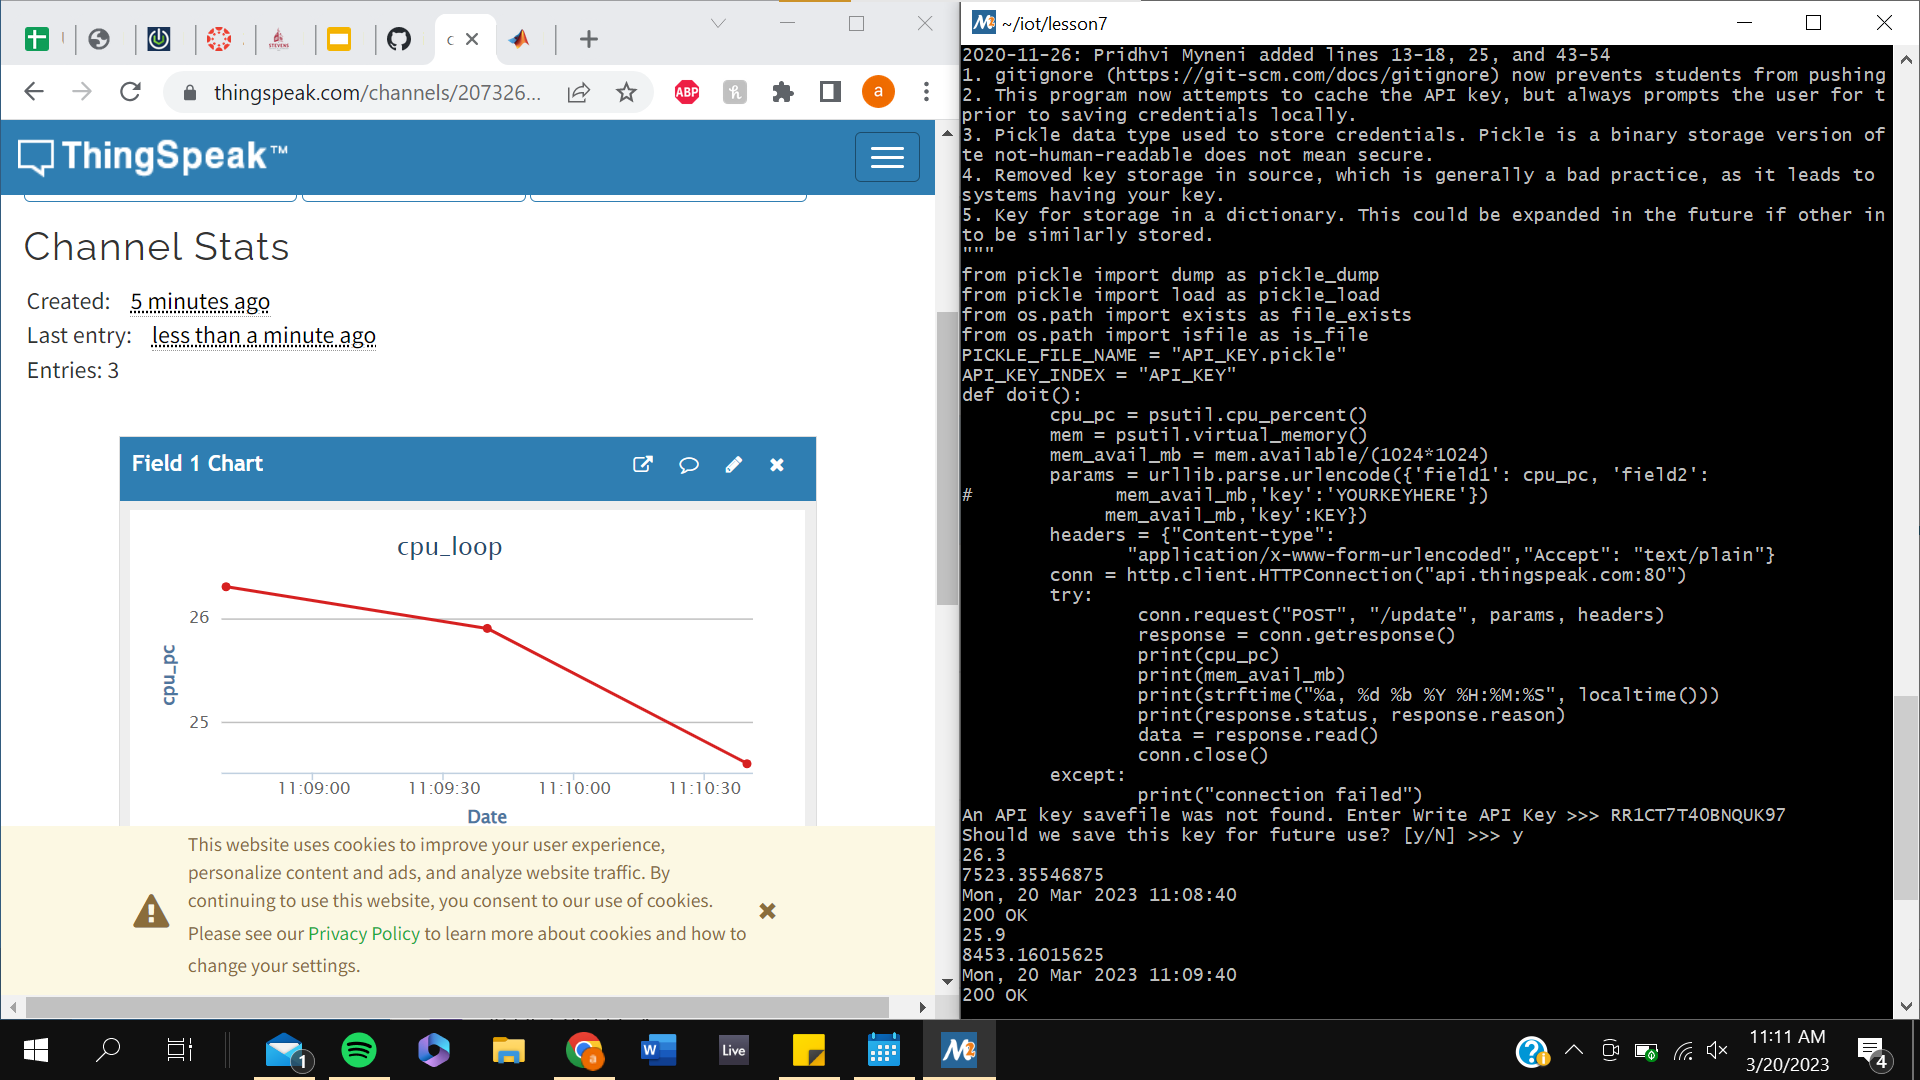 thingspeak.com/channels/207326...
ABP
a
ThingSpeak™
Channel Stats
Created: 5 minutes ago
Last entry: less than a minute ago
Entries: 3
Field 1 Chart
cpu_loop
cpu_pc
26
25
11:09:00 11:09:30 11:10:00 11:10:30
Date
This website uses cookies to improve your user experience,
personalize content and ads, and analyze website traffic. By
continuing to use this website, you consent to our use of cookies.
Please see our Privacy Policy to learn more about cookies and how to
change your settings.
~/iot/lesson7
2020-11-26: Pridhvi Myneni added lines 13-18, 25, and 43-54
1. gitignore (https://git-scm.com/docs/gitignore) now prevents students from pushing
2. This program now attempts to cache the API key, but always prompts the user for t
prior to saving credentials locally.
3. Pickle data type used to store credentials. Pickle is a binary storage version of
te not-human-readable does not mean secure.
4. Removed key storage in source, which is generally a bad practice, as it leads to
systems having your key.
5. Key for storage in a dictionary. This could be expanded in the future if other in
to be similarly stored.
"""
from pickle import dump as pickle_dump
from pickle import load as pickle_load
from os.path import exists as file_exists
from os.path import isfile as is_file
PICKLE_FILE_NAME = "API_KEY.pickle"
API_KEY_INDEX = "API_KEY"
def doit():
cpu_pc = psutil.cpu_percent()
mem = psutil.virtual_memory()
mem_avail_mb = mem.available/(1024*1024)
params = urllib.parse.urlencode({'field1': cpu_pc, 'field2':
# mem_avail_mb,'key':'YOURKEYHERE'})
mem_avail_mb,'key':KEY})
headers = {"Content-type":
"application/x-www-form-urlencoded","Accept": "text/plain"}
conn = http.client.HTTPConnection("api.thingspeak.com:80")
try:
conn.request("POST", "/update", params, headers)
response = conn.getresponse()
print(cpu_pc)
print(mem_avail_mb)
print(strftime("%a, %d %b %Y %H:%M:%S", localtime()))
print(response.status, response.reason)
data = response.read()
conn.close()
except:
print("connection failed")
An API key savefile was not found. Enter Write API Key >>> RR1CT7T40BNQUK97
Should we save this key for future use? [y/N] >>> y
26.3
7523.35546875
Mon, 20 Mar 2023 11:08:40
200 OK
25.9
8453.16015625
Mon, 20 Mar 2023 11:09:40
200 OK
1
a
W
Live
11:11 AM
3/20/2023
4